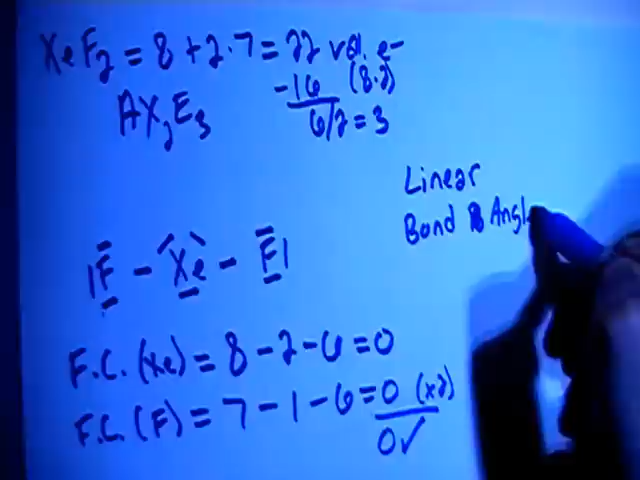 XeF2 = 8 + 2·7 = 22 val. e-
-16 (8·2)
AX2E3
6/2 = 3
Linear
Bond Angl
|F - Xe - F|
F.C. (Xe) = 8 - 2 - 6 = 0
F.C. (F) = 7 - 1 - 6 = 0 (x2)
0✓